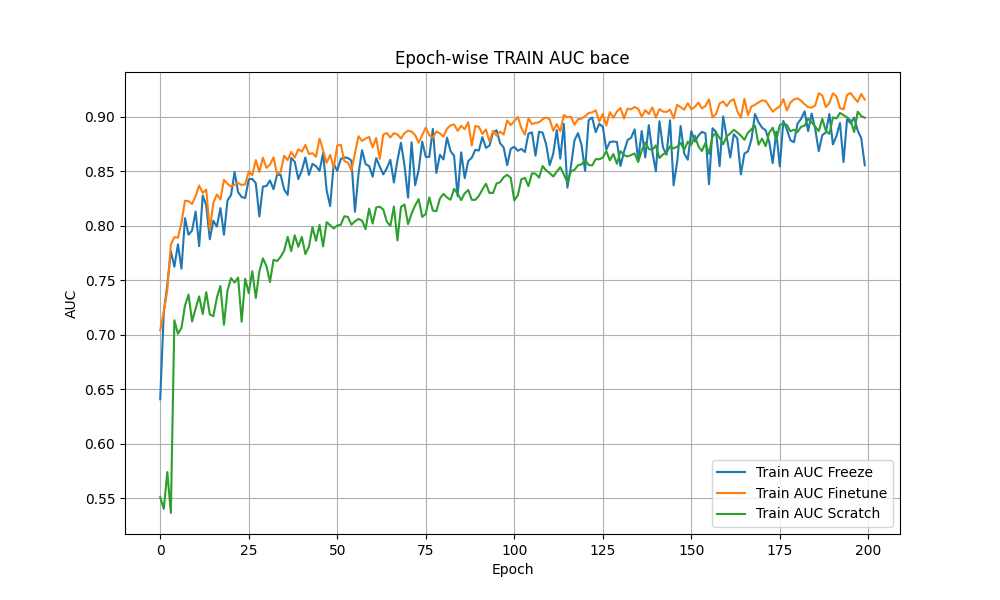 Epoch-wise TRAIN AUC bace
AUC
0.90
0.85
0.80
0.75
0.70
0.65
0.60
0.55
Train AUC Freeze
Train AUC Finetune
Train AUC Scratch
0 25 50 75 100 125 150 175 200
Epoch